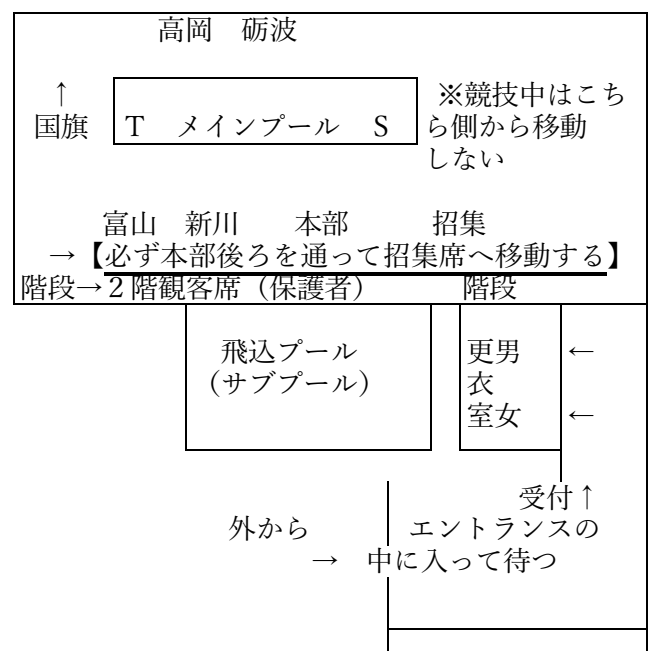 高岡 砺波
↑ ※競技中はこち
国旗 T メインプール S ら側から移動
しない
富山 新川 本部 招集
→【必ず本部後ろを通って招集席へ移動する】
階段→２階観客席（保護者） 階段
飛込プール 更男 ←
（サブプール） 衣
室女 ←
受付↑
外から エントランスの
→ 中に入って待つ